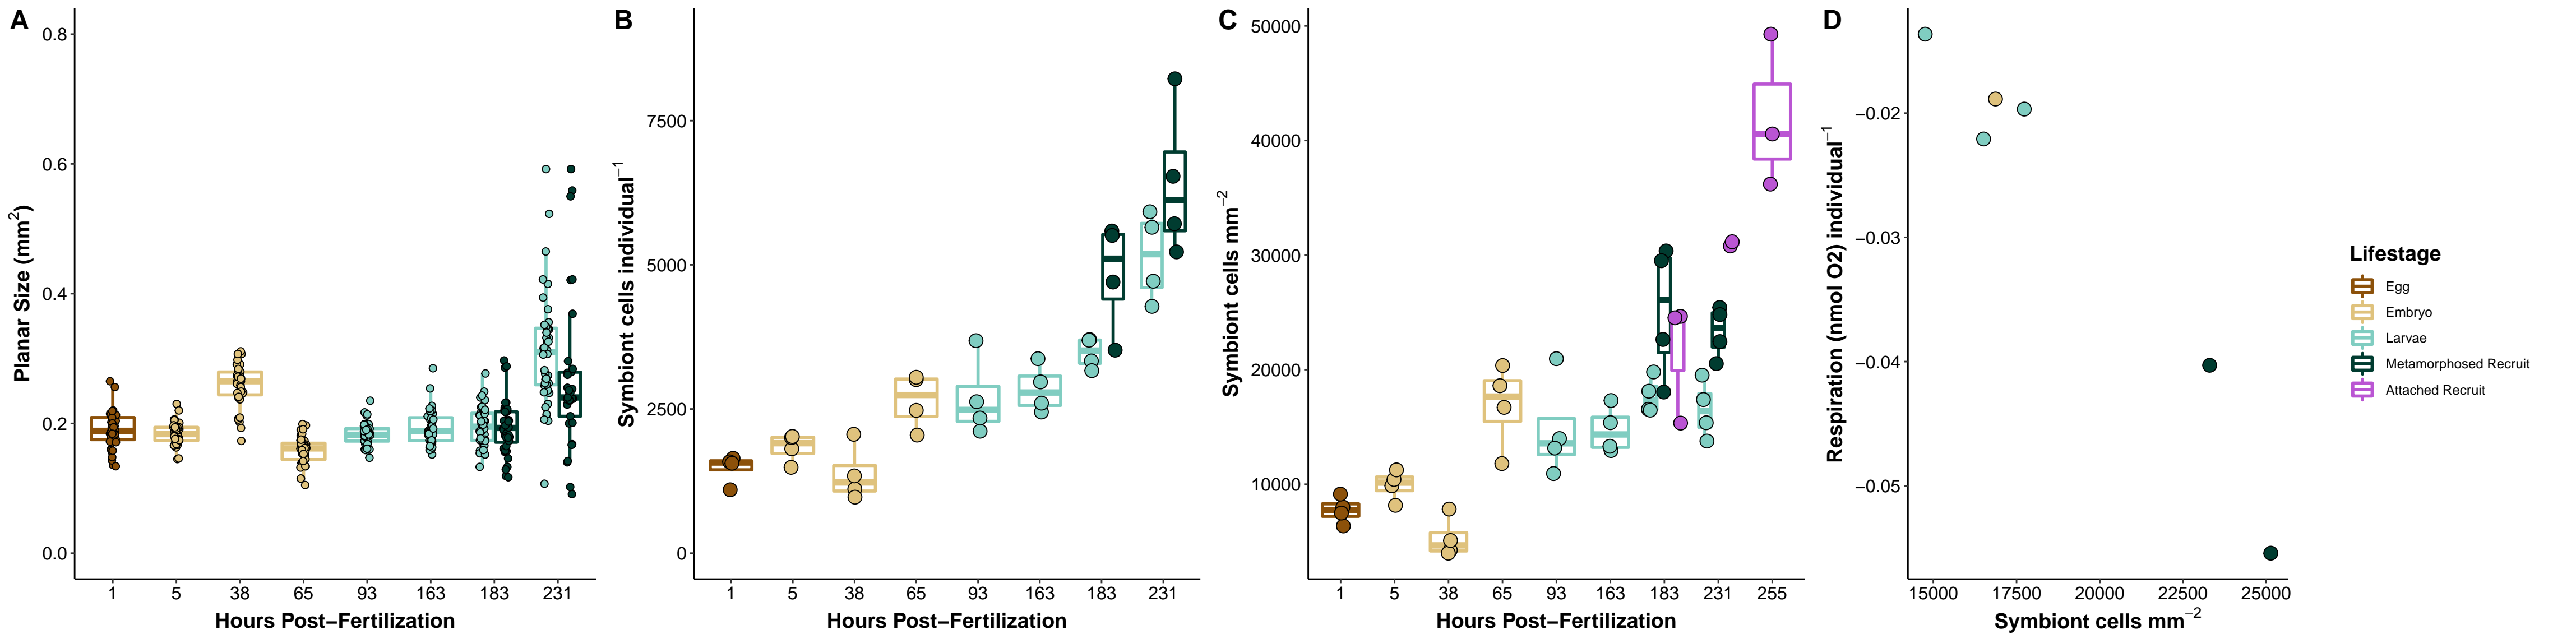 A
Planar Size (mm2)
0.8
0.6
0.4
0.2
0.0
1 5 38 65 93 163 183 231
Hours Post−Fertilization
B
Symbiont cells individual−1
7500
5000
2500
0
1 5 38 65 93 163 183 231
Hours Post−Fertilization
C
Symbiont cells mm−2
50000
40000
30000
20000
10000
1 5 38 65 93 163 183 231 255
Hours Post−Fertilization
D
Respiration (nmol O2) individual−1
−0.02
−0.03
−0.04
−0.05
15000 17500 20000 22500 25000
Symbiont cells mm−2
Lifestage
Egg
Embryo
Larvae
Metamorphosed Recruit
Attached Recruit